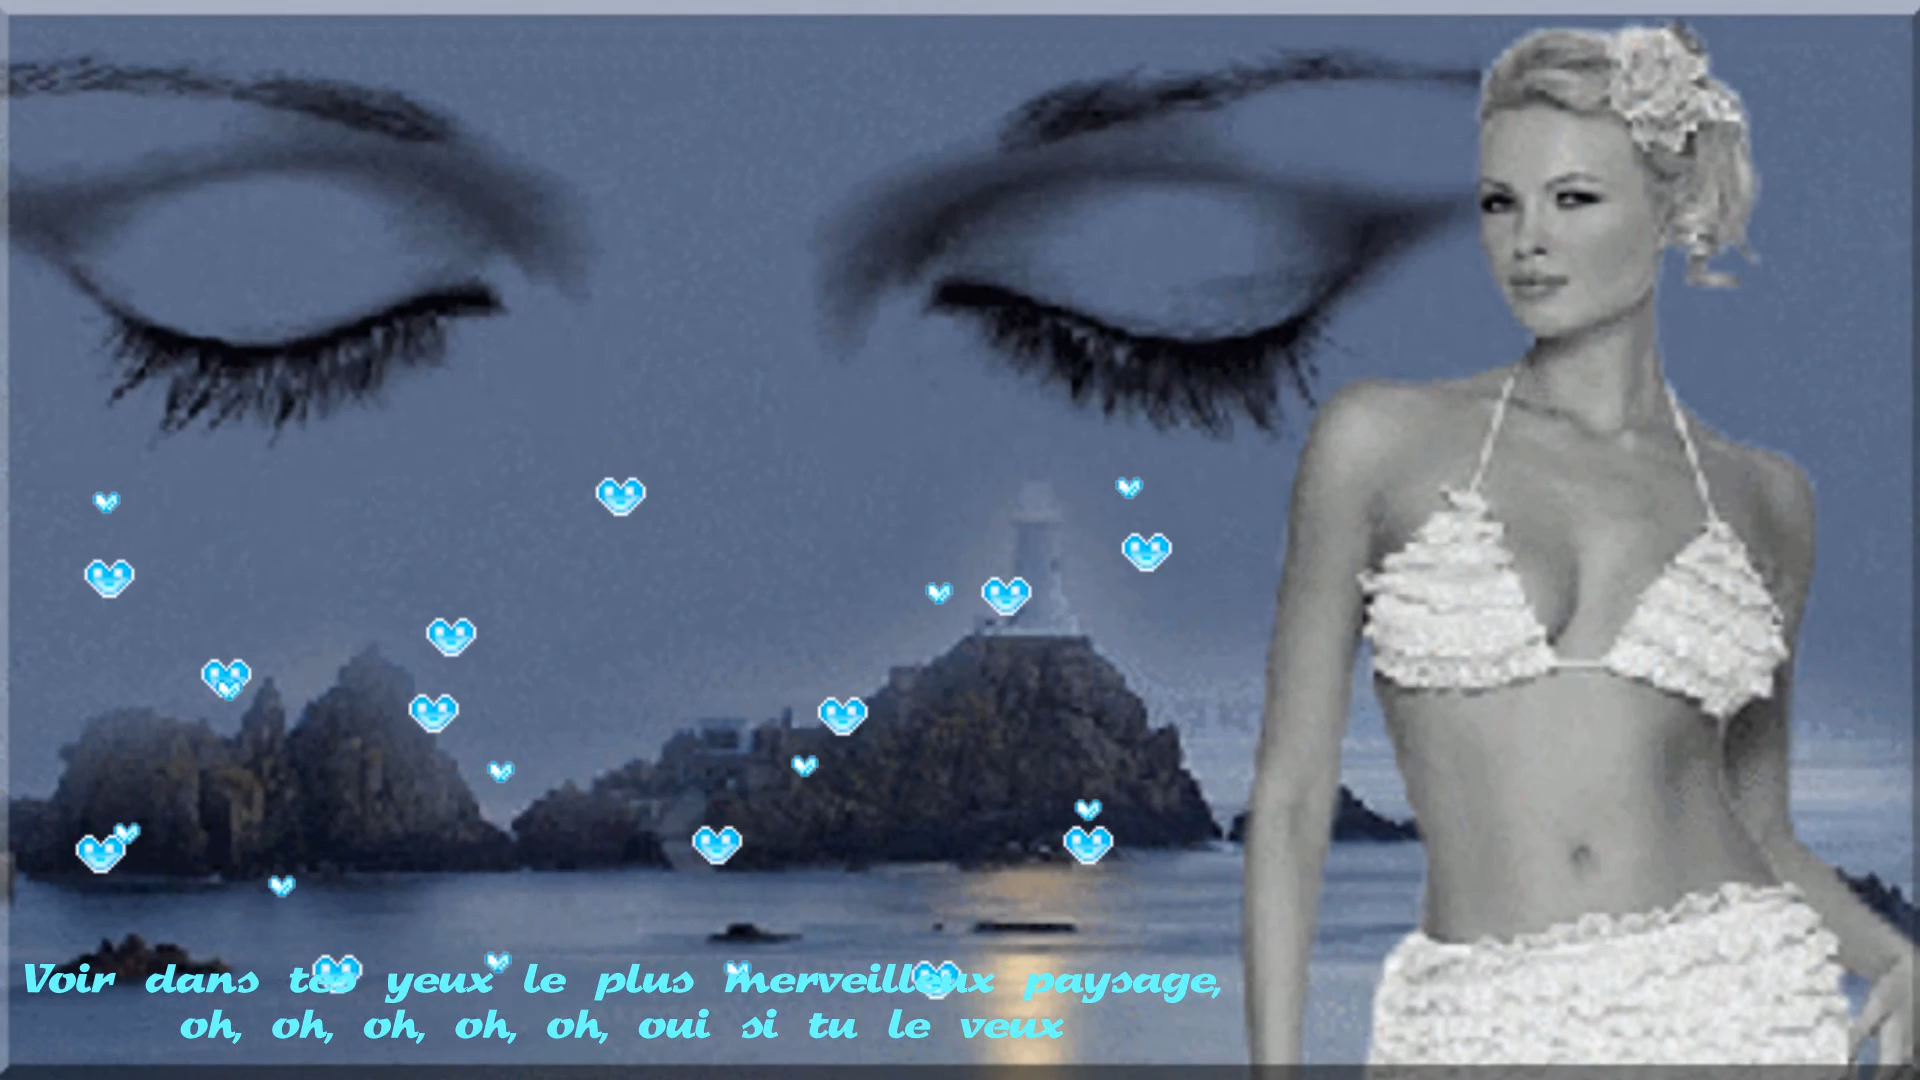 Voir dans tes yeux le plus merveilleux paysage,
oh, oh, oh, oh, oh, oui si tu le veux